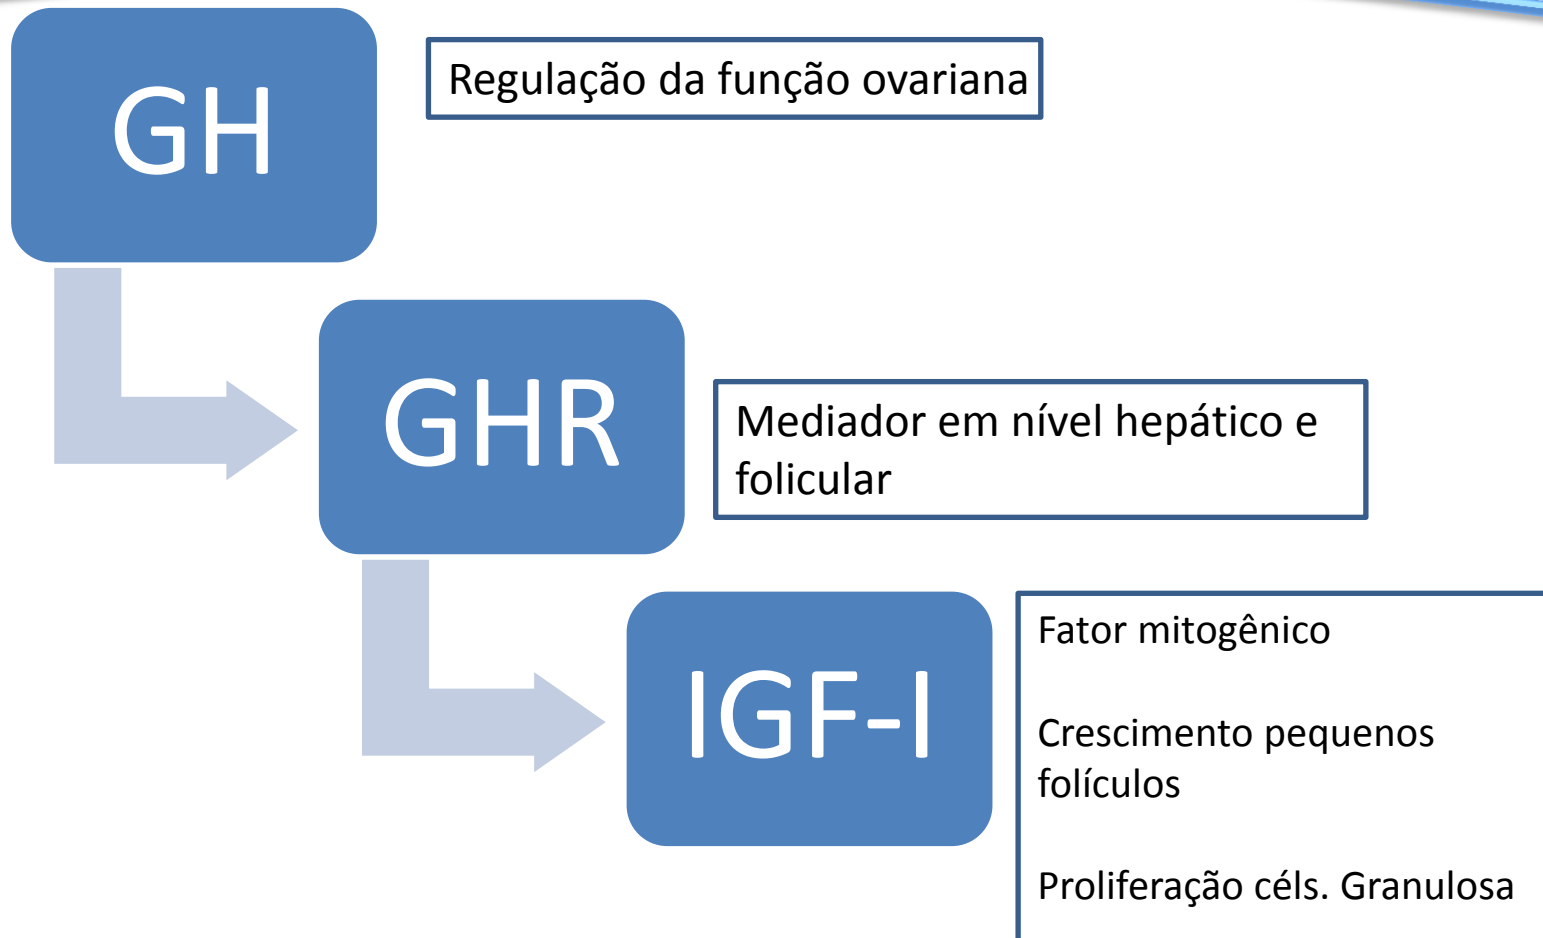 GH
Regulação da função ovariana
GHR
Mediador em nível hepático e
folicular
IGF-I
Fator mitogênico
Crescimento pequenos
folículos
Proliferação céls. Granulosa